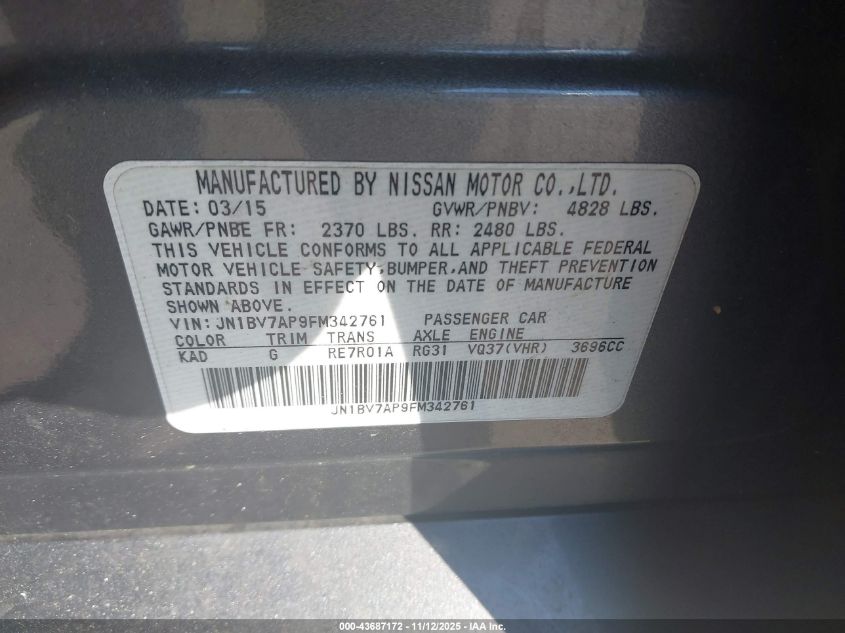 MANUFACTURED BY NISSAN MOTOR CO.,LTD.
DATE: 03/15 GVWR/PNBV: 4828 LBS.
GAWR/PNBE FR: 2370 LBS. RR: 2480 LBS.
THIS VEHICLE CONFORMS TO ALL APPLICABLE FEDERAL
MOTOR VEHICLE SAFETY,BUMPER,AND THEFT PREVENTION
STANDARDS IN EFFECT ON THE DATE OF MANUFACTURE
SHOWN ABOVE.
VIN: JN1BV7AP9FM342761 PASSENGER CAR
COLOR TRIM TRANS AXLE ENGINE
KAD G RE7R01A RG31 VQ37(VHR) 3696CC
JN1BV7AP9FM342761
000-43687172 - 11/12/2025 - IAA Inc.